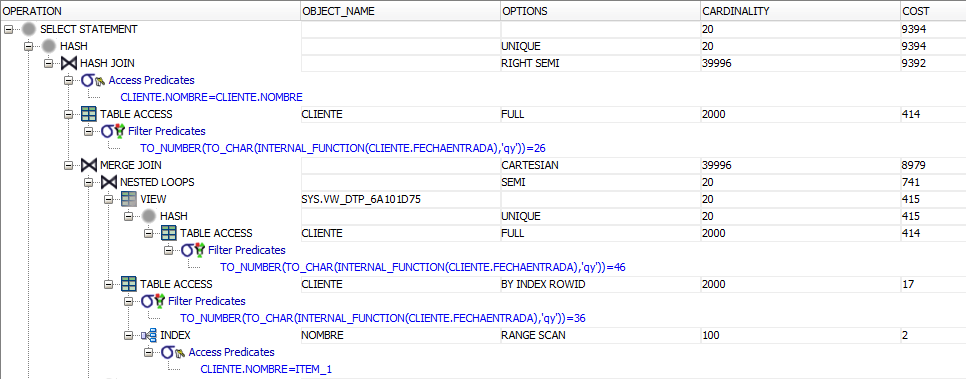 OPERATION OBJECT_NAME OPTIONS CARDINALITY COST
SELECT STATEMENT 20 9394
HASH UNIQUE 20 9394
HASH JOIN RIGHT SEMI 39996 9392
Access Predicates
CLIENTE.NOMBRE=CLIENTE.NOMBRE
TABLE ACCESS CLIENTE FULL 2000 414
Filter Predicates
TO_NUMBER(TO_CHAR(INTERNAL_FUNCTION(CLIENTE.FECHAENTRADA),'qy'))=26
MERGE JOIN CARTESIAN 39996 8979
NESTED LOOPS SEMI 20 741
VIEW SYS.VW_DTP_6A101D75 20 415
HASH UNIQUE 20 415
TABLE ACCESS CLIENTE FULL 2000 414
Filter Predicates
TO_NUMBER(TO_CHAR(INTERNAL_FUNCTION(CLIENTE.FECHAENTRADA),'qy'))=46
TABLE ACCESS CLIENTE BY INDEX ROWID 2000 17
Filter Predicates
TO_NUMBER(TO_CHAR(INTERNAL_FUNCTION(CLIENTE.FECHAENTRADA),'qy'))=36
INDEX NOMBRE RANGE SCAN 100 2
Access Predicates
CLIENTE.NOMBRE=ITEM_1